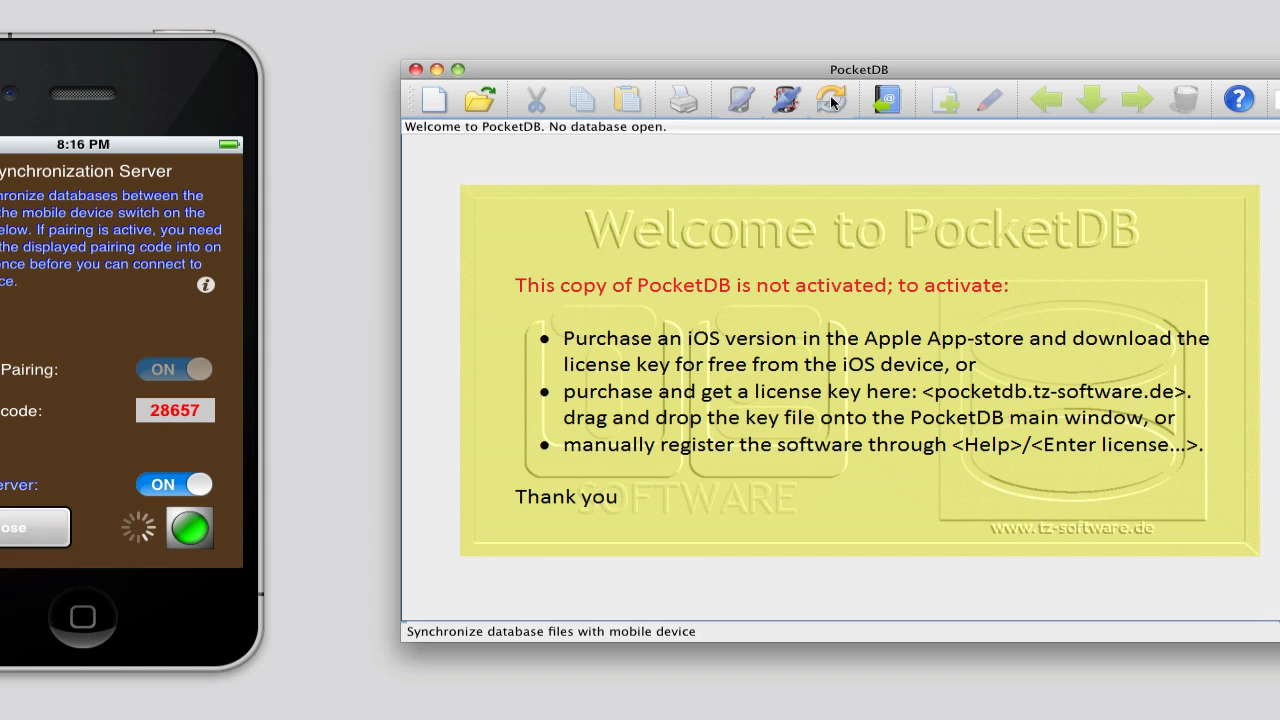 8:16 PM
ynchronization Server
hronize databases between the
the mobile device switch on the
elow. If pairing is active, you need
the displayed pairing code into on
once before you can connect to
ce.
Pairing:
ON
code:
28657
erver:
ON
ose
PocketDB
Welcome to PocketDB. No database open.
Welcome to PocketDB
This copy of PocketDB is not activated; to activate:
• Purchase an iOS version in the Apple App-store and download the
license key for free from the iOS device, or
• purchase and get a license key here: <pocketdb.tz-software.de>.
drag and drop the key file onto the PocketDB main window, or
• manually register the software through <Help>/<Enter license...>.
Thank you
SOFTWARE
www.tz-software.de
Synchronize database files with mobile device